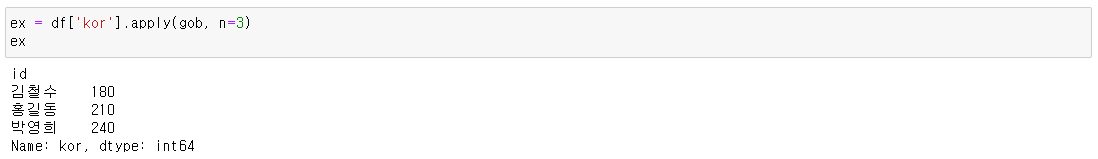 ex = df['kor'].apply(gob, n=3)
ex
id
김철수 180
홍길동 210
박영희 240
Name: kor, dtype: int64